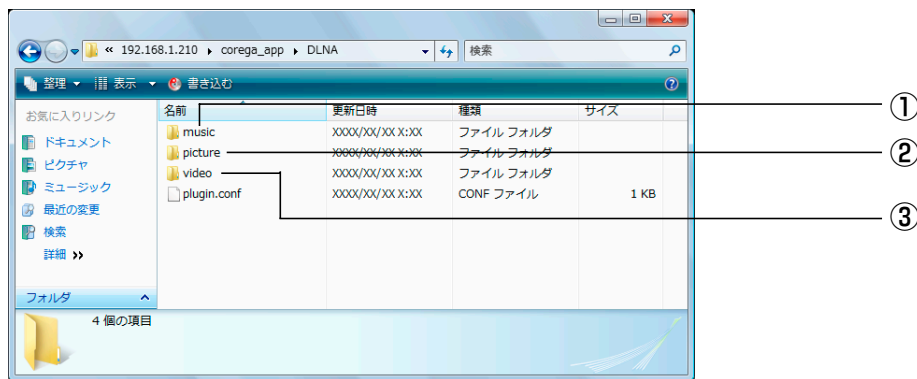 « 192.168.1.210 ▸ corega_app ▸ DLNA
検索
整理 表示 書き込む
お気に入りリンク
ドキュメント
ピクチャ
ミュージック
最近の変更
検索
詳細 »
フォルダ
名前 更新日時 種類 サイズ
music XXXX/XX/XX X:XX ファイル フォルダ
①
picture XXXX/XX/XX X:XX ファイル フォルダ
②
video XXXX/XX/XX X:XX ファイル フォルダ
plugin.conf XXXX/XX/XX X:XX CONF ファイル 1 KB
③
4 個の項目